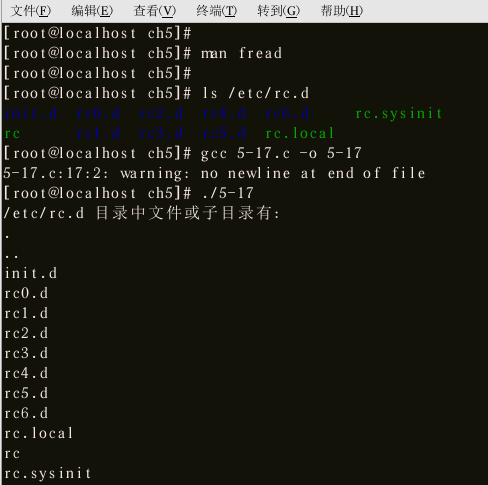 文件(F) 编辑(E) 查看(V) 终端(T) 转到(G) 帮助(H)
[root@localhost ch5]#
[root@localhost ch5]# man fread
[root@localhost ch5]#
[root@localhost ch5]# ls /etc/rc.d
init.d rc0.d rc2.d rc4.d rc6.d rc.sysinit
rc rc1.d rc3.d rc5.d rc.local
[root@localhost ch5]# gcc 5-17.c -o 5-17
5-17.c:17:2: warning: no newline at end of file
[root@localhost ch5]# ./5-17
/etc/rc.d 目录中文件或子目录有:
.
..
init.d
rc0.d
rc1.d
rc2.d
rc3.d
rc4.d
rc5.d
rc6.d
rc.local
rc
rc.sysinit